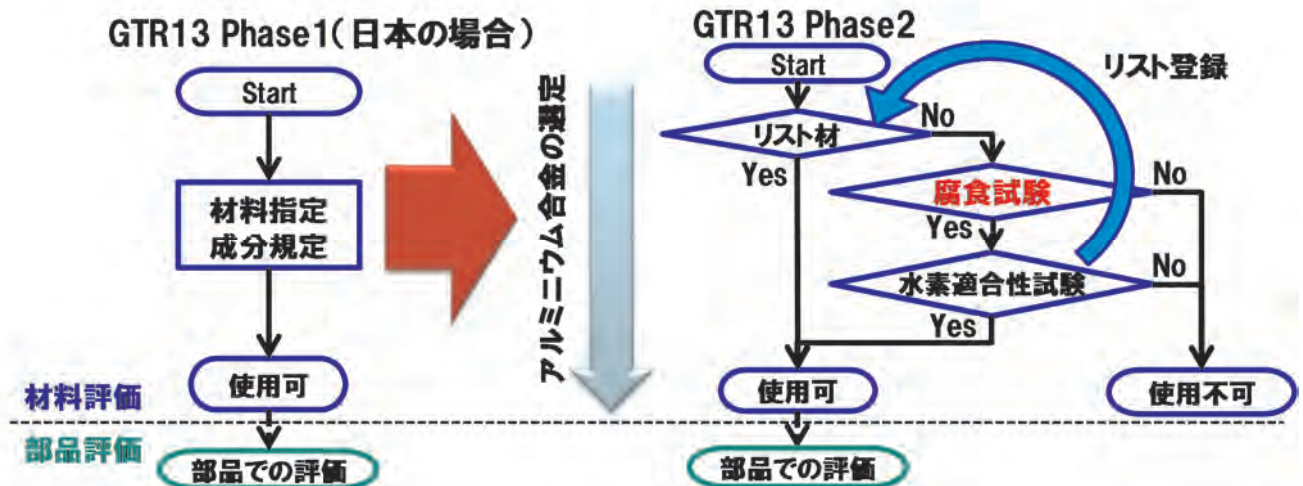 GTR13 Phase1(日本の場合)
Start
材料指定
成分規定
使用可
材料評価
部品評価
部品での評価
アルミニウム合金の選定
GTR13 Phase2
Start
リスト登録
リスト材
No
Yes
腐食試験
No
Yes
水素適合性試験
No
Yes
使用可
使用不可
部品での評価